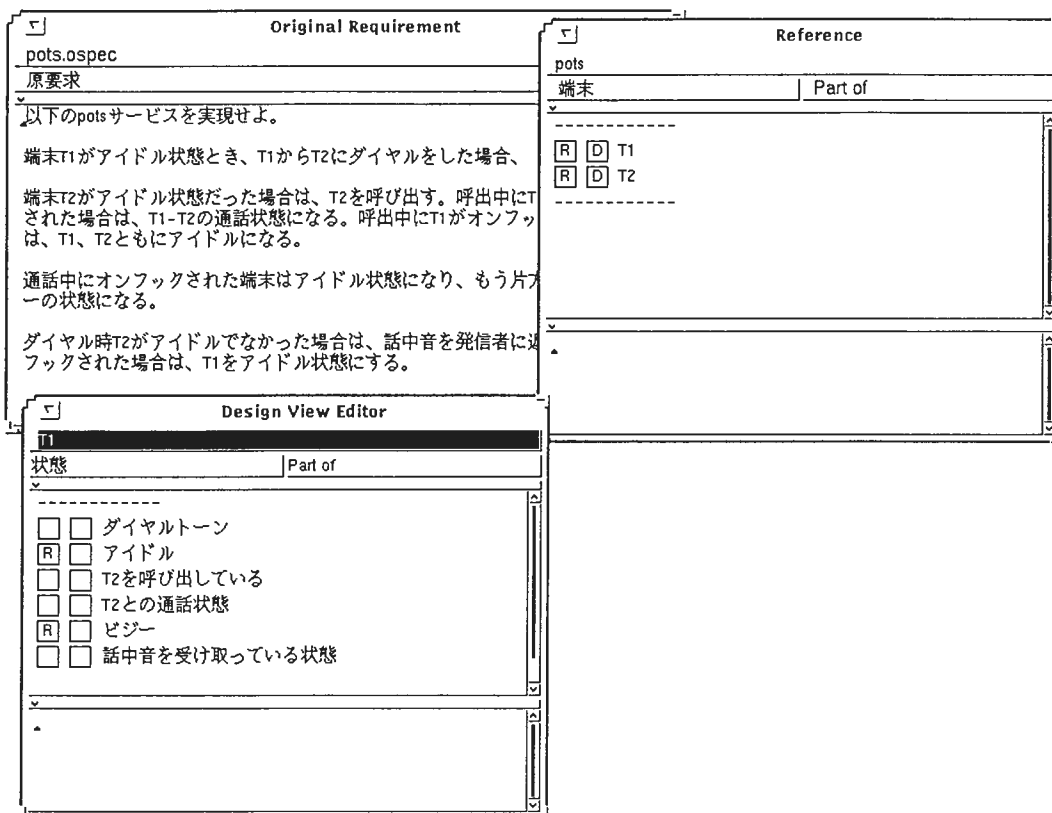 Original Requirement
pots.ospec
原要求
以下のpotsサービスを実現せよ。
端末T1がアイドル状態とき、T1からT2にダイヤルをした場合、
端末T2がアイドル状態だった場合は、T2を呼び出す。呼出中にT
された場合は、T1-T2の通話状態になる。呼出中にT1がオンフッ
は、T1、T2ともにアイドルになる。
通話中にオンフックされた端末はアイドル状態になり、もう片
ーの状態になる。
ダイヤル時T2がアイドルでなかった場合は、話中音を発信者に
フックされた場合は、T1をアイドル状態にする。
Reference
pots
端末 Part of
-------------
R D T1
R D T2
-------------
Design View Editor
T1
状態 Part of
-------------
ダイヤルトーン
R アイドル
T2を呼び出している
T2との通話状態
R ビジー
話中音を受け取っている状態